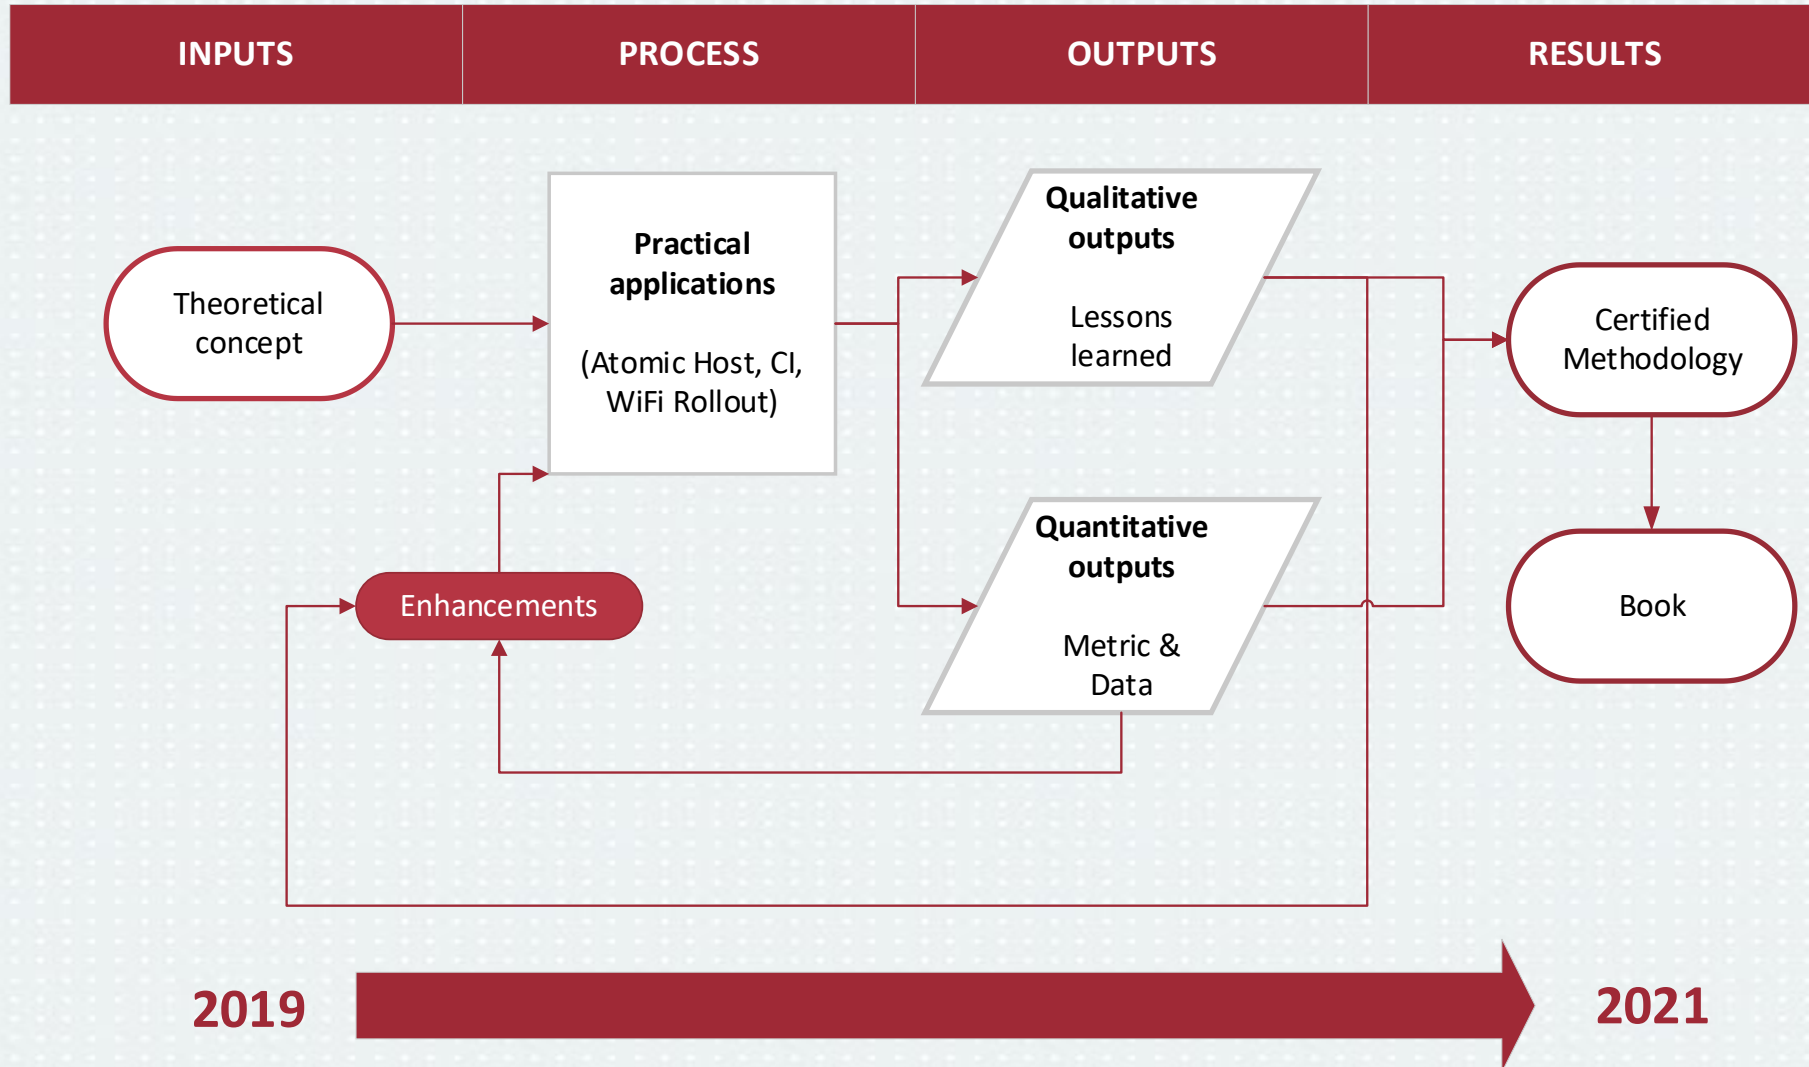 INPUTS
PROCESS
OUTPUTS
RESULTS
Theoretical
concept
Practical
applications
(Atomic Host, CI,
WiFi Rollout)
Enhancements
Qualitative
outputs
Lessons
learned
Quantitative
outputs
Metric &
Data
Certified
Methodology
Book
2019
2021